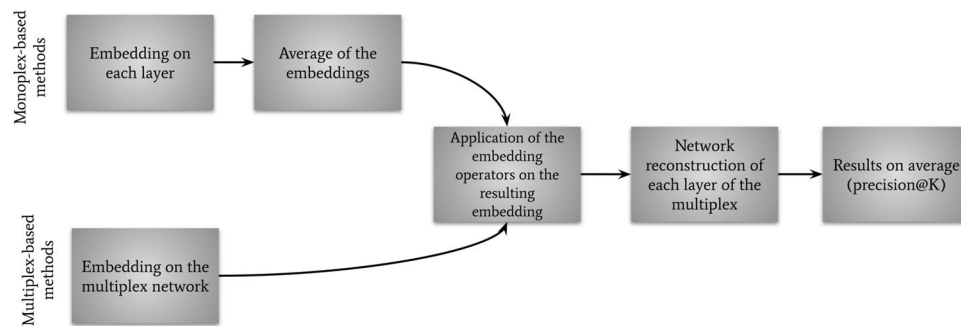 Monoplex-based
methods
Embedding on
each layer
Average of the
embeddings
Application of the
embedding
operators on the
resulting
embedding
Network
reconstruction of
each layer of the
multiplex
Results on average
(precision@K)
Multiplex-based
methods
Embedding on the
multiplex network